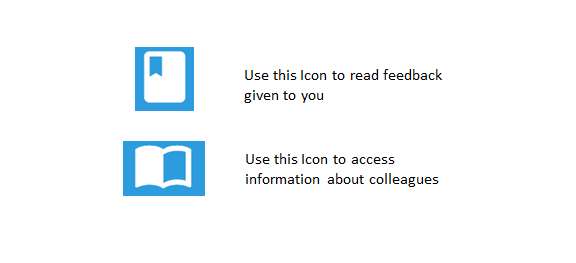 Use this Icon to read feedback
given to you
Use this Icon to access
information about colleagues